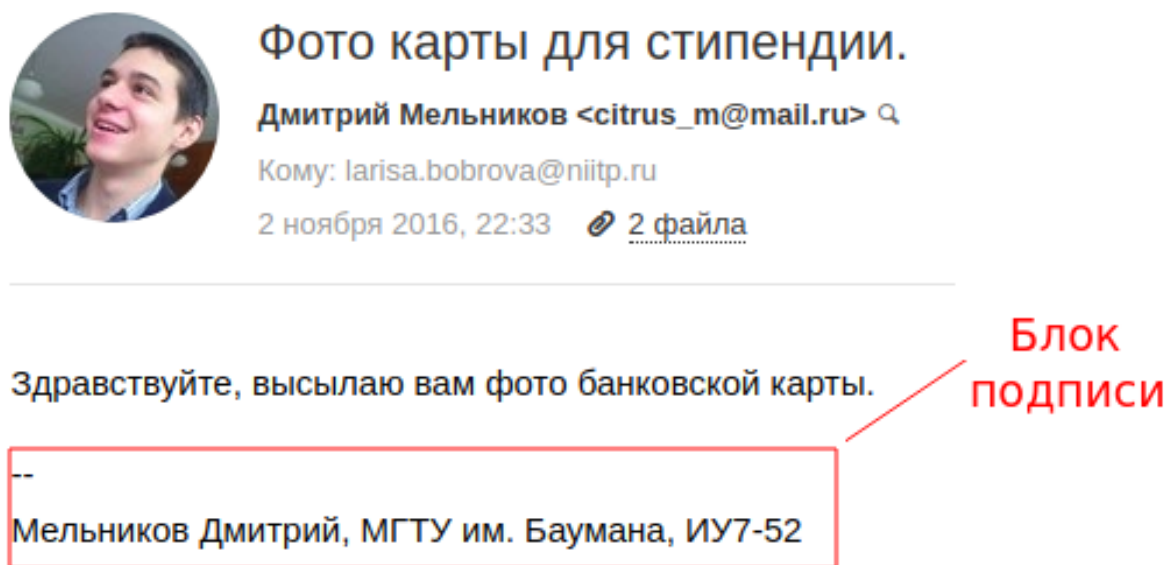 Фото карты для стипендии.
Дмитрий Мельников <citrus_m@mail.ru>
Кому: larisa.bobrova@niitp.ru
2 ноября 2016, 22:33 2 файла
Блок
подписи
Здравствуйте, высылаю вам фото банковской карты.
--
Мельников Дмитрий, МГТУ им. Баумана, ИУ7-52